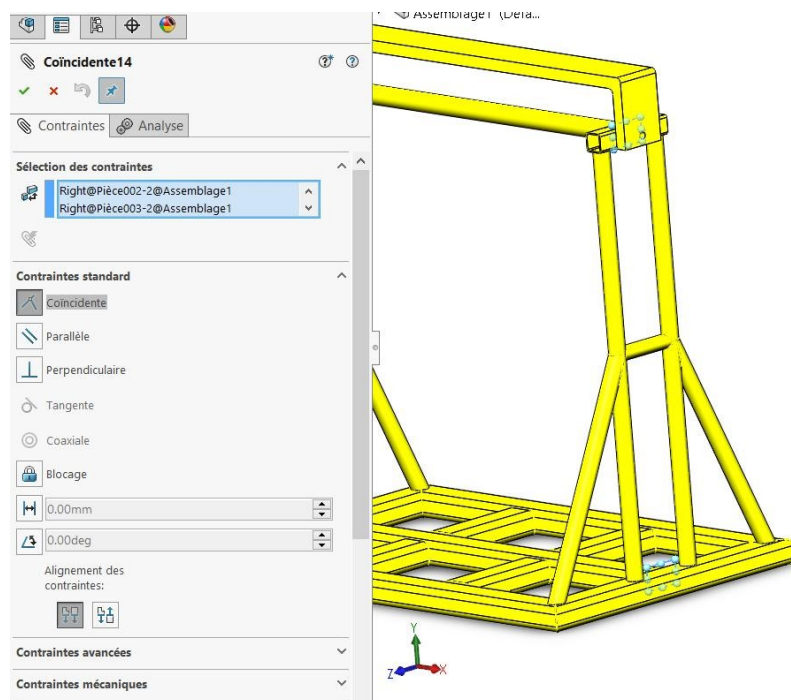 Assemblage1 (Défa...
Coïncidente14
Contraintes
Analyse
Sélection des contraintes
Right@Pièce002-2@Assemblage1
Right@Pièce003-2@Assemblage1
Contraintes standard
Coïncidente
Parallèle
Perpendiculaire
Tangente
Coaxiale
Blocage
0.00mm
0.00deg
Alignement des
contraintes:
Contraintes avancées
Contraintes mécaniques
Y
Z
X